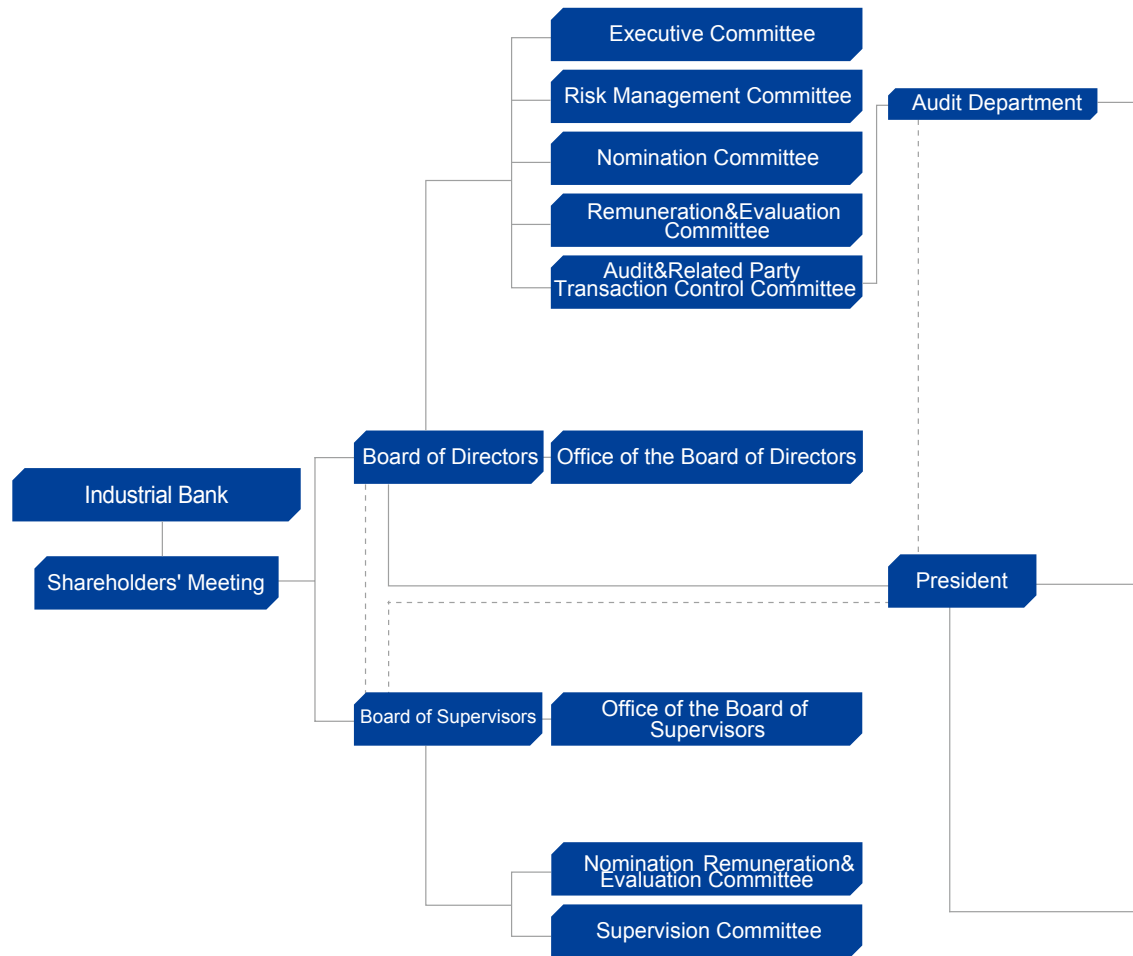 Executive Committee
Risk Management Committee
Audit Department
Nomination Committee
Remuneration&Evaluation
Committee
Audit&Related Party
Transaction Control Committee
Board of Directors
Office of the Board of Directors
Industrial Bank
Shareholders' Meeting
President
Board of Supervisors
Office of the Board of
Supervisors
Nomination Remuneration&
Evaluation Committee
Supervision Committee